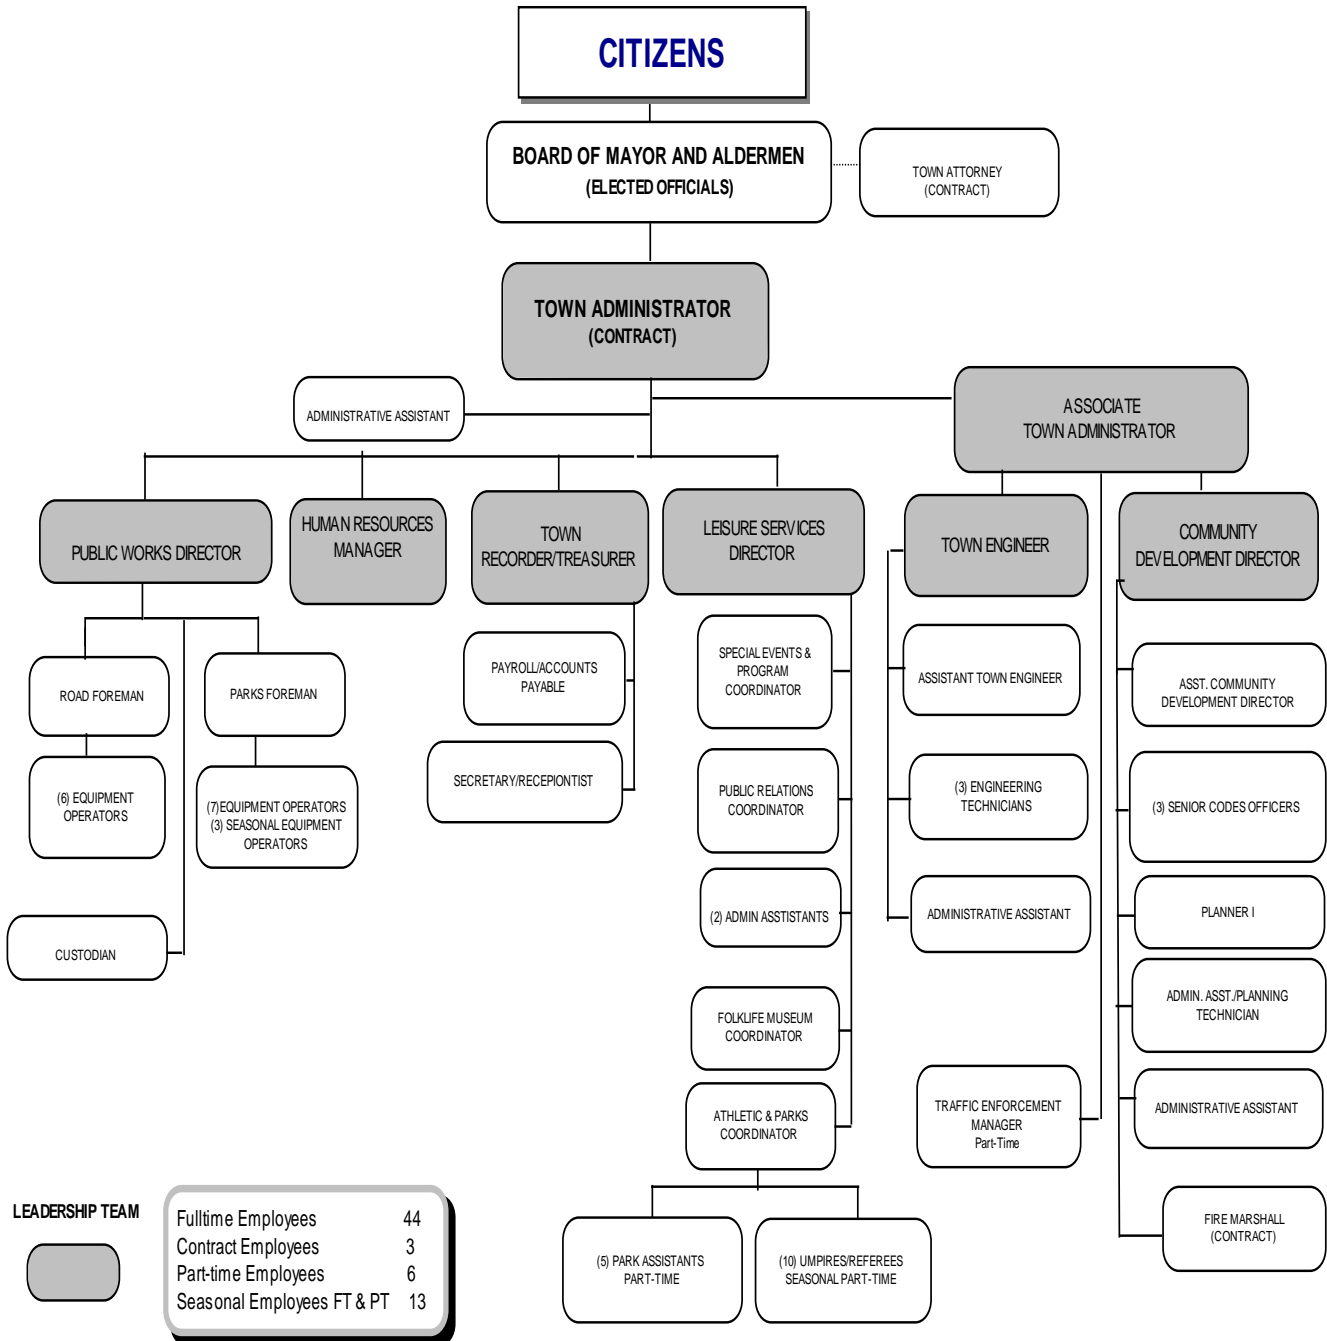 CITIZENS
BOARD OF MAYOR AND ALDERMEN
(ELECTED OFFICIALS)
TOWN ATTORNEY
(CONTRACT)
TOWN ADMINISTRATOR
(CONTRACT)
ADMINISTRATIVE ASSISTANT
ASSOCIATE
TOWN ADMINISTRATOR
PUBLIC WORKS DIRECTOR
HUMAN RESOURCES
MANAGER
TOWN
RECORDER/TREASURER
LEISURE SERVICES
DIRECTOR
TOWN ENGINEER
COMMUNITY
DEVELOPMENT DIRECTOR
ROAD FOREMAN
PARKS FOREMAN
(6) EQUIPMENT
OPERATORS
(7)EQUIPMENT OPERATORS
(3) SEASONAL EQUIPMENT
OPERATORS
CUSTODIAN
PAYROLL/ACCOUNTS
PAYABLE
SECRETARY/RECEPIONTIST
SPECIAL EVENTS &
PROGRAM
COORDINATOR
PUBLIC RELATIONS
COORDINATOR
(2) ADMIN ASSTISTANTS
FOLKLIFE MUSEUM
COORDINATOR
ATHLETIC & PARKS
COORDINATOR
(5) PARK ASSISTANTS
PART-TIME
(10) UMPIRES/REFEREES
SEASONAL PART-TIME
ASSISTANT TOWN ENGINEER
(3) ENGINEERING
TECHNICIANS
ADMINISTRATIVE ASSISTANT
TRAFFIC ENFORCEMENT
MANAGER
Part-Time
ASST. COMMUNITY
DEVELOPMENT DIRECTOR
(3) SENIOR CODES OFFICERS
PLANNER I
ADMIN. ASST./PLANNING
TECHNICIAN
ADMINISTRATIVE ASSISTANT
FIRE MARSHALL
(CONTRACT)
LEADERSHIP TEAM
Fulltime Employees 44
Contract Employees 3
Part-time Employees 6
Seasonal Employees FT & PT 13